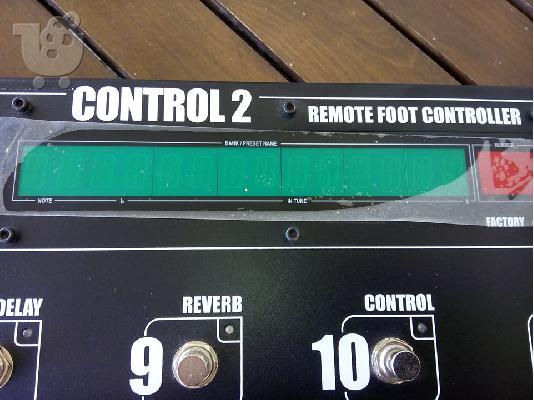 CONTROL 2
REMOTE FOOT CONTROLLER
BANK / PRESET NAME
NUMBER
NOTE b IN TUNE #
FACTORY
DELAY REVERB CONTROL
9 10